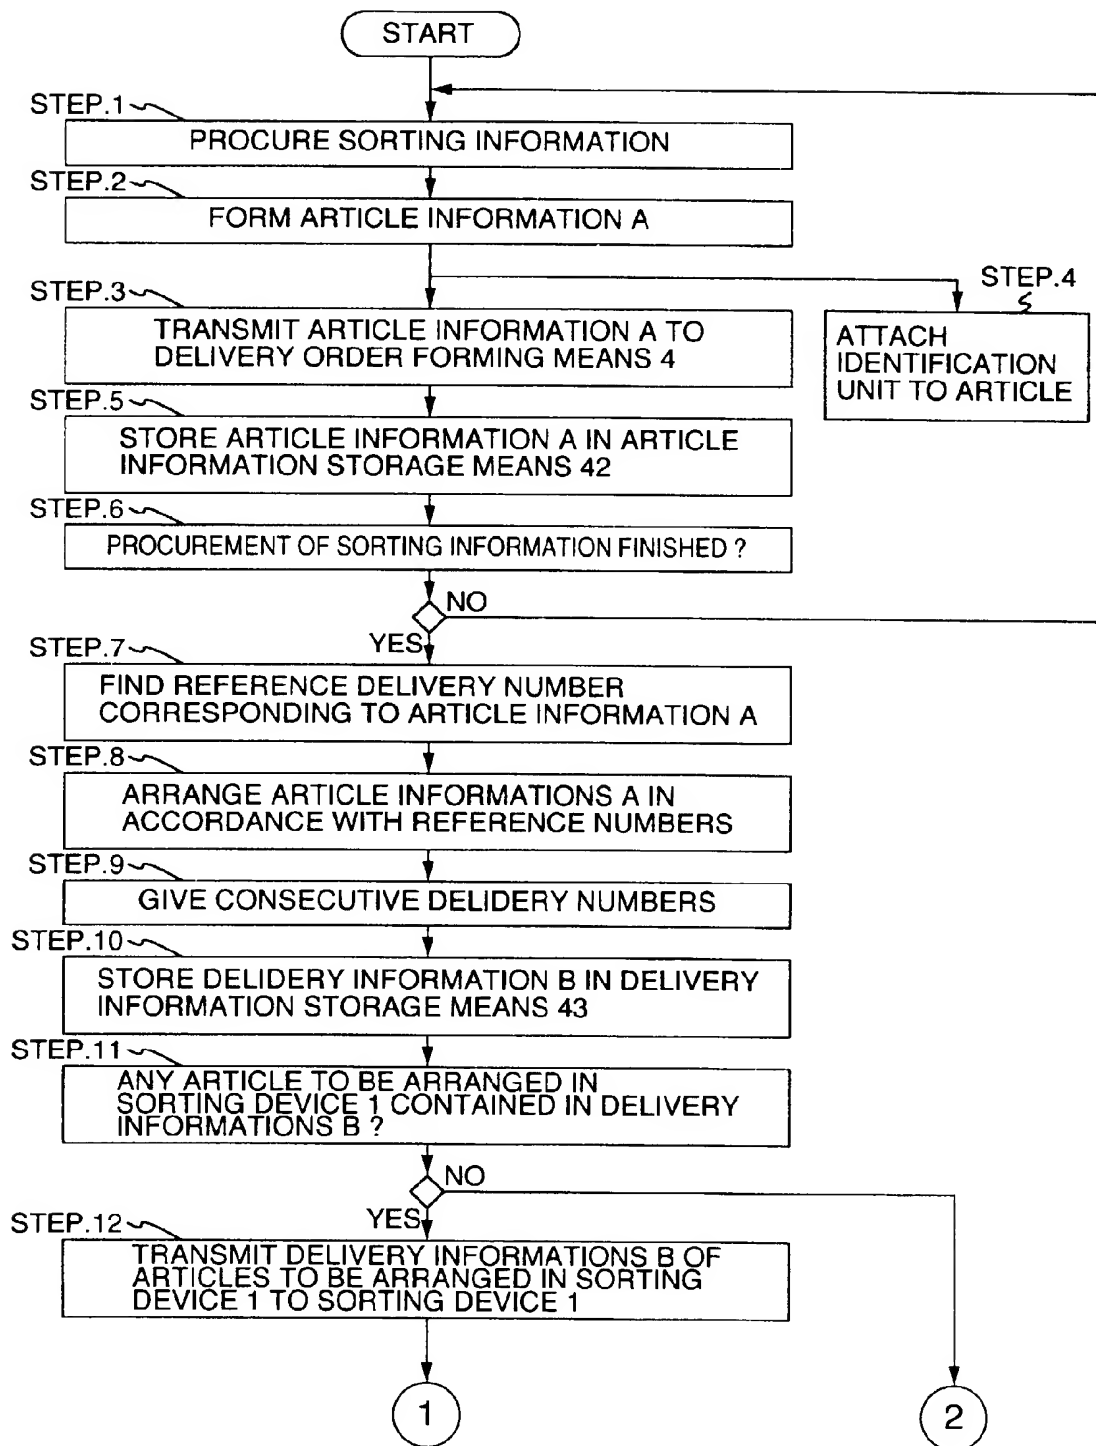 START
STEP.1
PROCURE SORTING INFORMATION
STEP.2
FORM ARTICLE INFORMATION A
STEP.3
TRANSMIT ARTICLE INFORMATION A TO
DELIVERY ORDER FORMING MEANS 4
STEP.4
ATTACH
IDENTIFICATION
UNIT TO ARTICLE
STEP.5
STORE ARTICLE INFORMATION A IN ARTICLE
INFORMATION STORAGE MEANS 42
STEP.6
PROCUREMENT OF SORTING INFORMATION FINISHED ?
NO
YES
STEP.7
FIND REFERENCE DELIVERY NUMBER
CORRESPONDING TO ARTICLE INFORMATION A
STEP.8
ARRANGE ARTICLE INFORMATIONS A IN
ACCORDANCE WITH REFERENCE NUMBERS
STEP.9
GIVE CONSECUTIVE DELIDERY NUMBERS
STEP.10
STORE DELIDERY INFORMATION B IN DELIVERY
INFORMATION STORAGE MEANS 43
STEP.11
ANY ARTICLE TO BE ARRANGED IN
SORTING DEVICE 1 CONTAINED IN DELIVERY
INFORMATIONS B ?
NO
YES
STEP.12
TRANSMIT DELIVERY INFORMATIONS B OF
ARTICLES TO BE ARRANGED IN SORTING
DEVICE 1 TO SORTING DEVICE 1
1
2